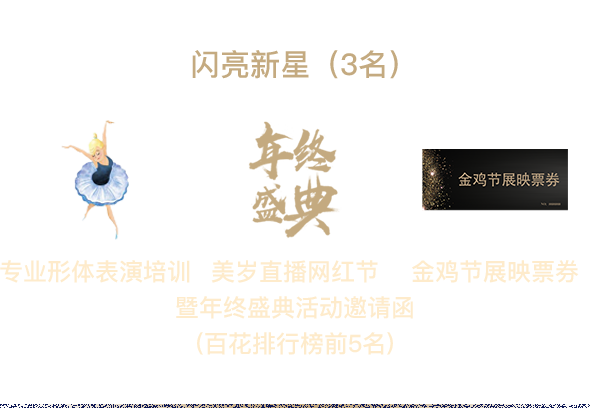 闪亮新星（3名）
年终
盛典
金鸡节展映票券
专业形体表演培训 美岁直播网红节 金鸡节展映票券
暨年终盛典活动邀请函
（百花排行榜前5名）